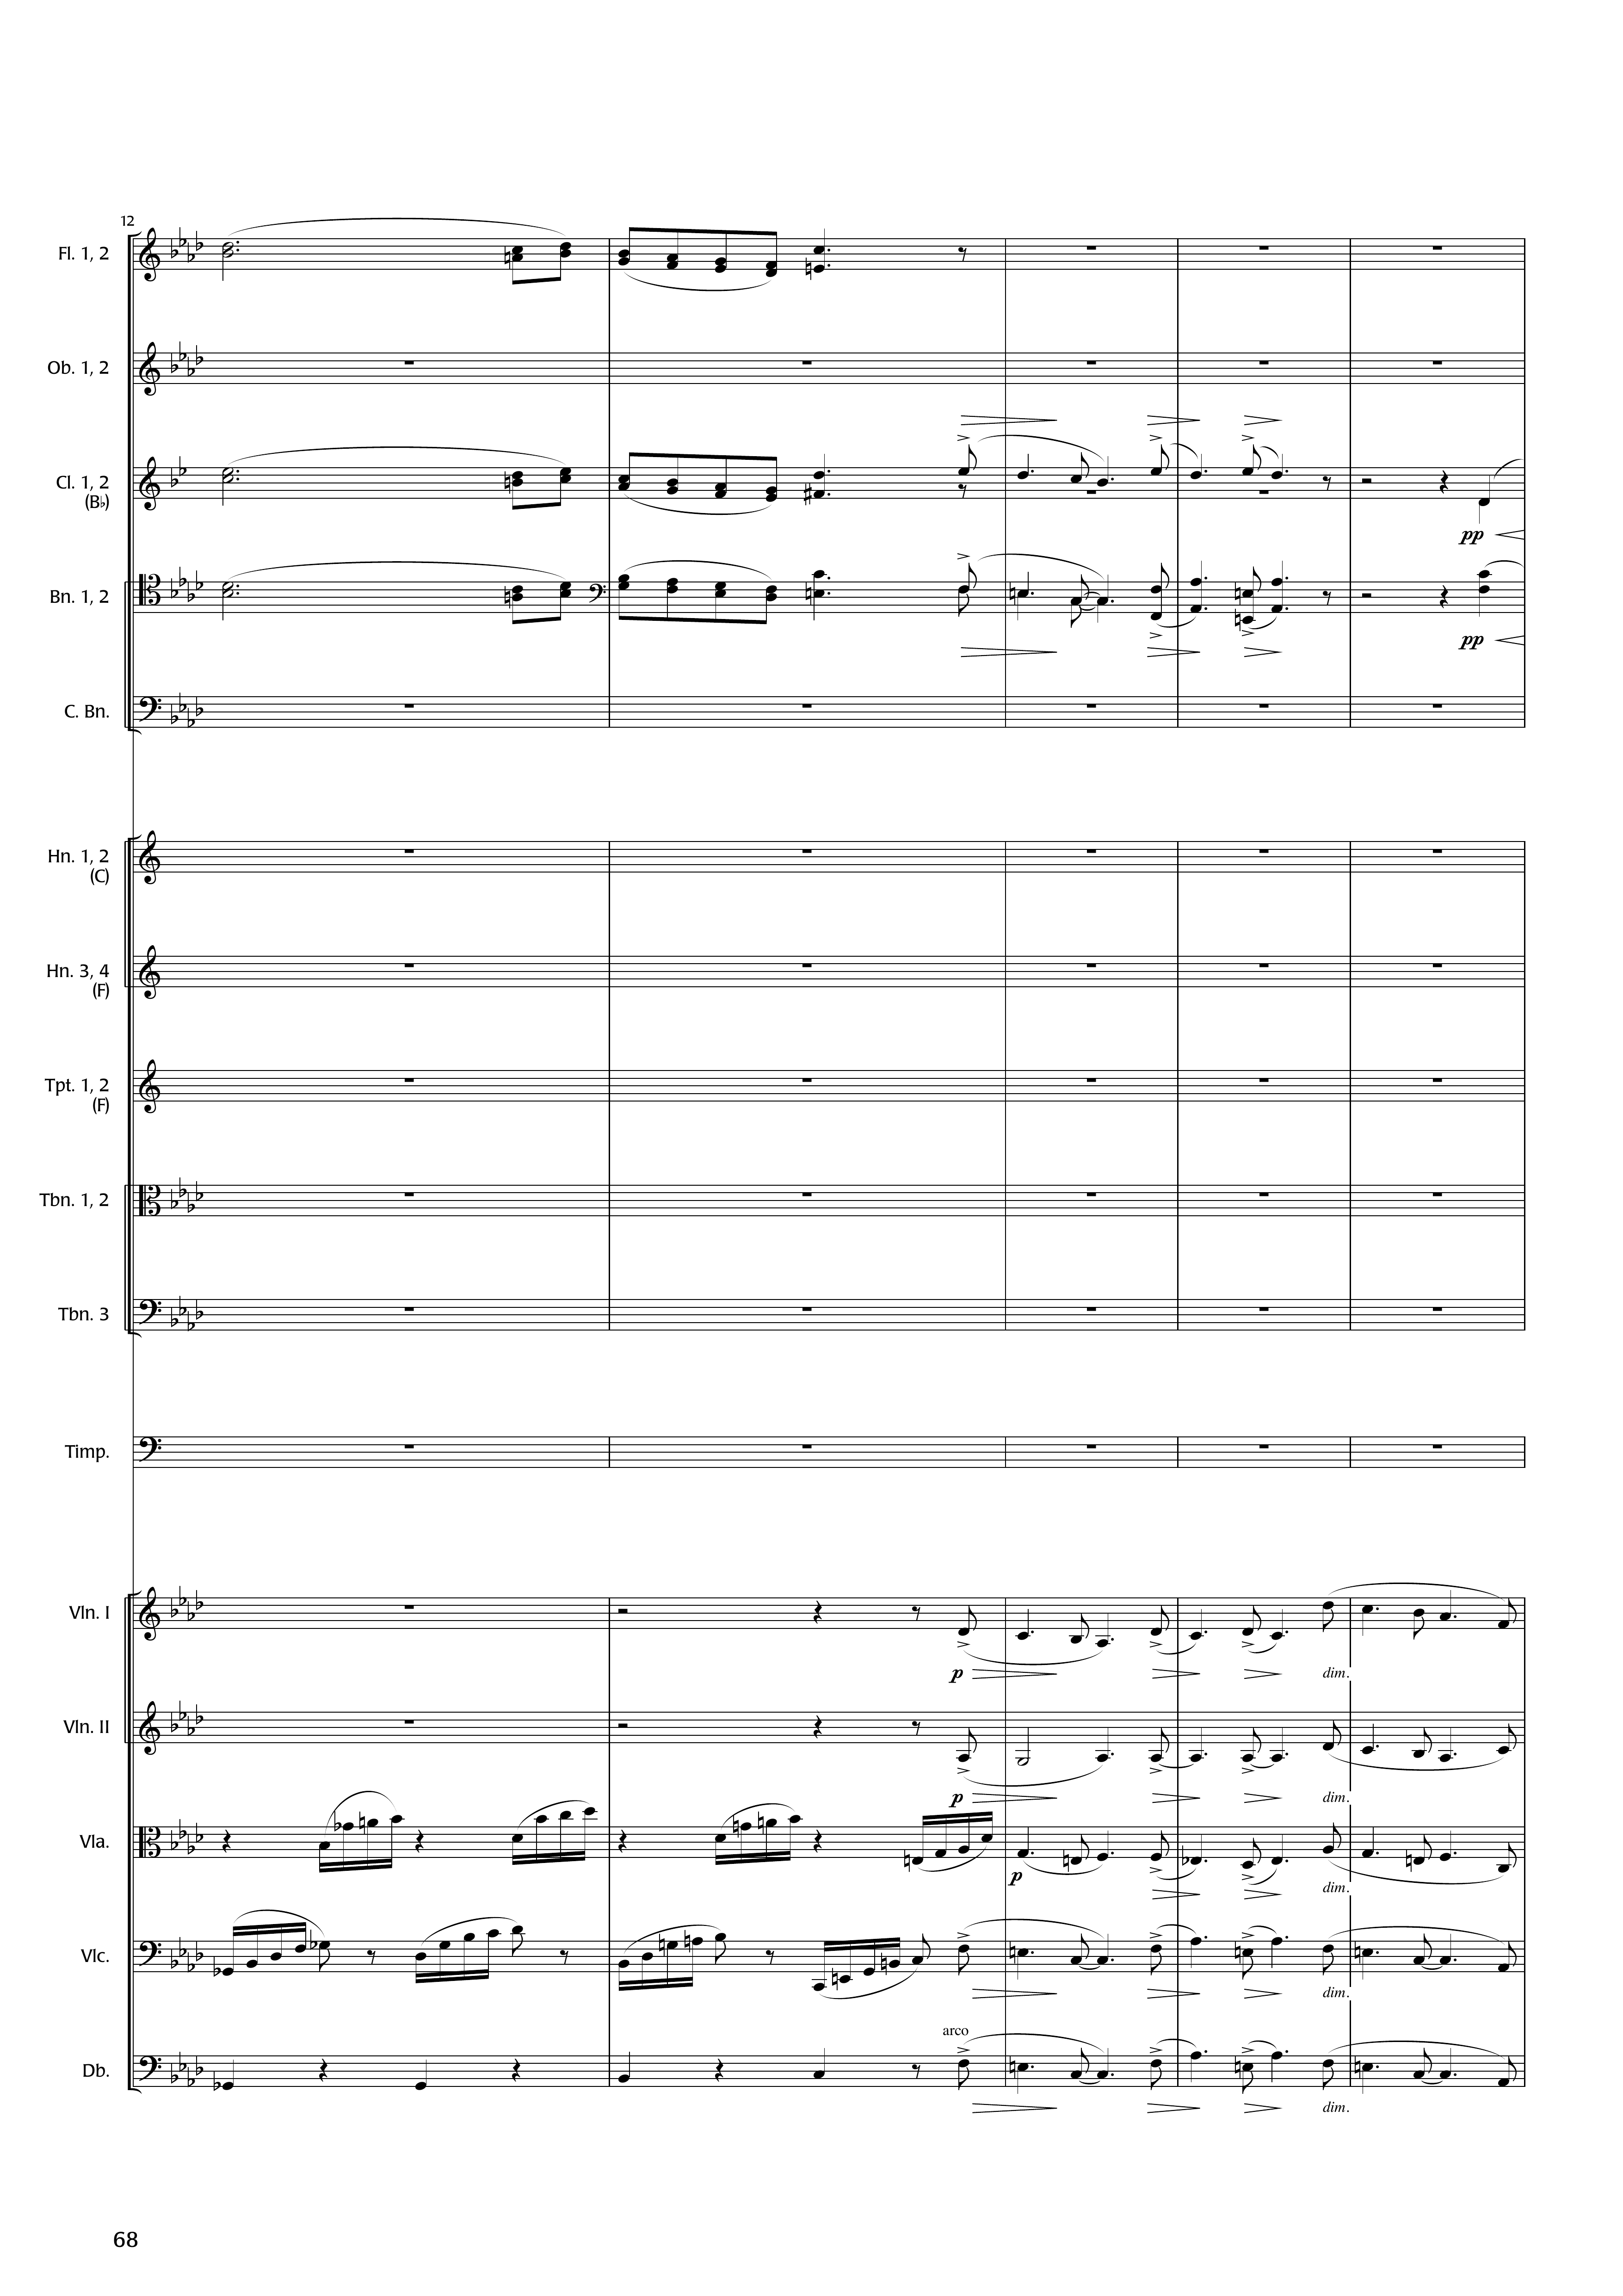 12
Fl. 1, 2
Ob. 1, 2
Cl. 1, 2
(B♭)
pp
Bn. 1, 2
pp
C. Bn.
Hn. 1, 2
(C)
Hn. 3, 4
(F)
Tpt. 1, 2
(F)
Tbn. 1, 2
Tbn. 3
Timp.
Vln. I
p dim.
Vln. II
p dim.
Vla.
p dim.
Vlc.
dim.
arco
Db.
dim.
68